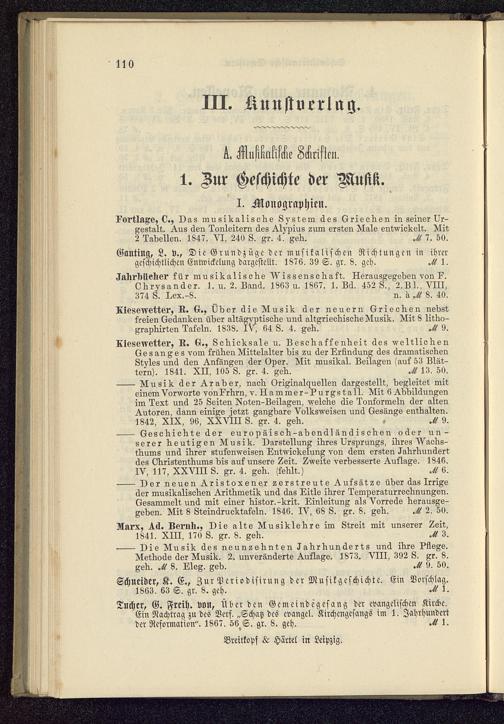 110
III. Kunstverlag.
A. Musikalische Schriften.
1. Zur Geschichte der Musik.
I. Monographien.
Fortlage, C., Das musikalische System des Griechen in seiner Ur-
gestalt. Aus den Tonleitern des Alypius zum ersten Male entwickelt. Mit
2 Tabellen. 1847. VI, 240 S. gr. 4. geh. ℳ 7. 50.
Ganting, L. v., Die Grundzüge der musikalischen Richtungen in ihrer
geschichtlichen Entwickelung dargestellt. 1876. 39 S. gr. 8. geh. ℳ 1.
Jahrbücher für musikalische Wissenschaft. Herausgegeben von F.
Chrysander. 1. u. 2. Band. 1863 u. 1867. 1. Bd. 452 S., 2. Bd., VIII,
374 S. Lex.-8. n. à ℳ 8. 40.
Kiesewetter, R. G., Über die Musik der neuern Griechen nebst
freien Gedanken über altägyptische und altgriechische Musik. Mit 8 litho-
graphirten Tafeln. 1838. IV, 64 S. 4. geh. ℳ 9.
Kiesewetter, R. G., Schicksale u. Beschaffenheit des weltlichen
Gesanges vom frühen Mittelalter bis zu der Erfindung des dramatischen
Styles und den Anfängen der Oper. Mit musikal. Beilagen (auf 53 Blät-
tern). 1841. XII, 105 S. gr. 4. geh. ℳ 13. 50.
—— Musik der Araber, nach Originalquellen dargestellt, begleitet mit
einem Vorworte von Frhrn. v. Hammer-Purgstall. Mit 6 Abbildungen
im Text und 25 Seiten Noten-Beilagen, welche die Tonformeln der alten
Autoren, dann einige jetzt gangbare Volksweisen und Gesänge enthalten.
1842, XIX, 96, XXVIII S. gr. 4. geh. ℳ 9.
—— Geschichte der europäisch-abendländischen oder un-
serer heutigen Musik. Darstellung ihres Ursprungs, ihres Wachs-
thums und ihrer stufenweisen Entwickelung von dem ersten Jahrhundert
des Christenthums bis auf unsere Zeit. Zweite verbesserte Auflage. 1846.
IV, 117, XXVIII S. gr. 4. geh. (fehlt.) ℳ 6.
—— Der neuen Aristoxener zerstreute Aufsätze über das Irrige
der musikalischen Arithmetik und das Eitle ihrer Temperaturrechnungen.
Gesammelt und mit einer histor.-krit. Einleitung als Vorrede herausge-
geben. Mit 8 Steindrucktafeln. 1846. IV, 68 S. gr. 8. geh. ℳ 2. 50.
Marx, Ad. Bernh., Die alte Musiklehre im Streit mit unserer Zeit,
1841. XIII, 170 S. gr. 8. geh. ℳ 3.
—— Die Musik des neunzehnten Jahrhunderts und ihre Pflege.
Methode der Musik. 2. unveränderte Auflage. 1873. VIII, 392 S. gr. 8.
geh. ℳ 8. Eleg. geb. ℳ 9. 50.
Schneider, K. E., Zur Periodisirung der Musikgeschichte. Ein Vorschlag.
1863. 63 S. gr. 8. geh. ℳ 1.
Tucher, G. Freih. von, Über den Gemeindegesang der evangelischen Kirche.
Ein Nachtrag zu des Verf. „Schatz des evangel. Kirchengesangs im 1. Jahrhundert
der Reformation“. 1867. 56 S. gr. 8. geh. ℳ 1.
Breitkopf & Härtel in Leipzig.